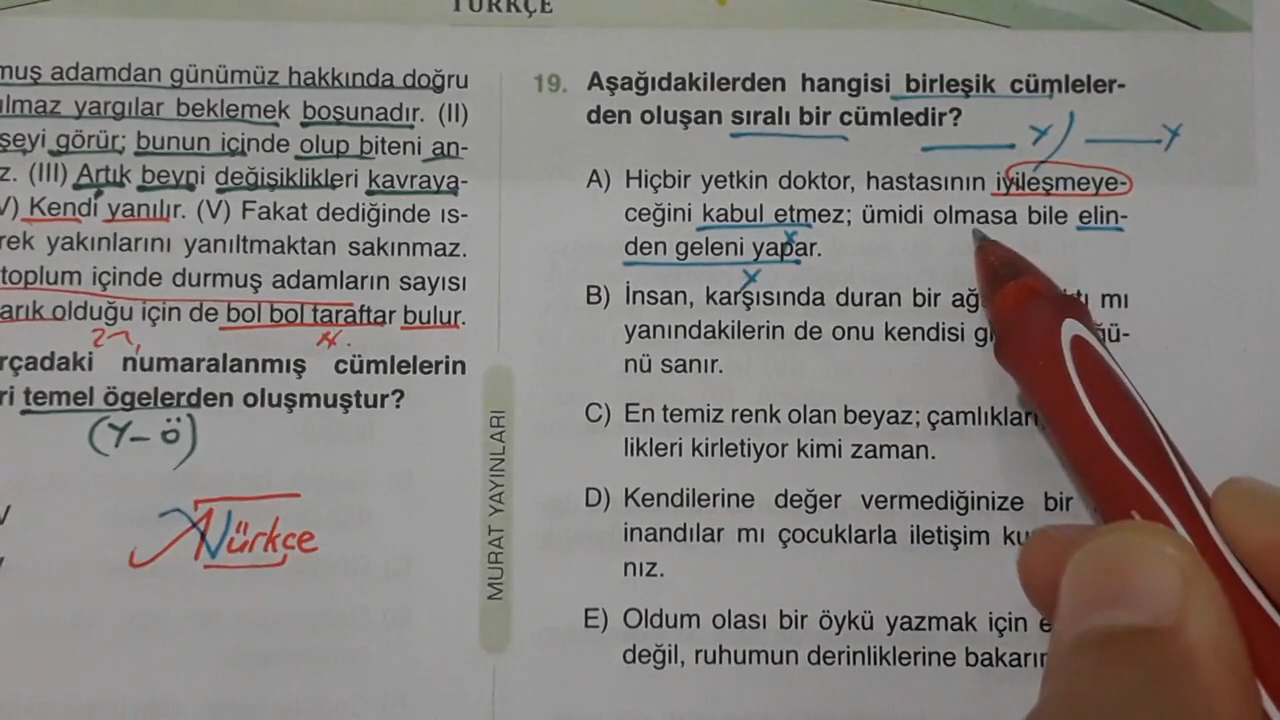 TÜRKÇE
muş adamdan günümüz hakkında doğru
ılmaz yargılar beklemek boşunadır. (II)
şeyi görür; bunun içinde olup biteni an-
z. (III) Artık beyni değişiklikleri kavraya-
V) Kendi yanılır. (V) Fakat dediğinde ıs-
rek yakınlarını yanıltmaktan sakınmaz.
toplum içinde durmuş adamların sayısı
arık olduğu için de bol bol taraftar bulur.
rçadaki numaralanmış cümlelerin
ri temel ögelerden oluşmuştur?
(Y-Ö)
Nürkçe
MURAT YAYINLARI
19. Aşağıdakilerden hangisi birleşik cümleler-
den oluşan sıralı bir cümledir?
A) Hiçbir yetkin doktor, hastasının iyileşmeye-
ceğini kabul etmez; ümidi olmasa bile elin-
den geleni yapar.
B) İnsan, karşısında duran bir mı
yanındakilerin de onu kendisi
nü sanır.
C) En temiz renk olan beyaz; çamlıkları
likleri kirletiyor kimi zaman.
D) Kendilerine değer vermediğinize bir
inandılar mı çocuklarla iletişim
nız.
E) Oldum olası bir öykü yazmak için
değil, ruhumun derinliklerine